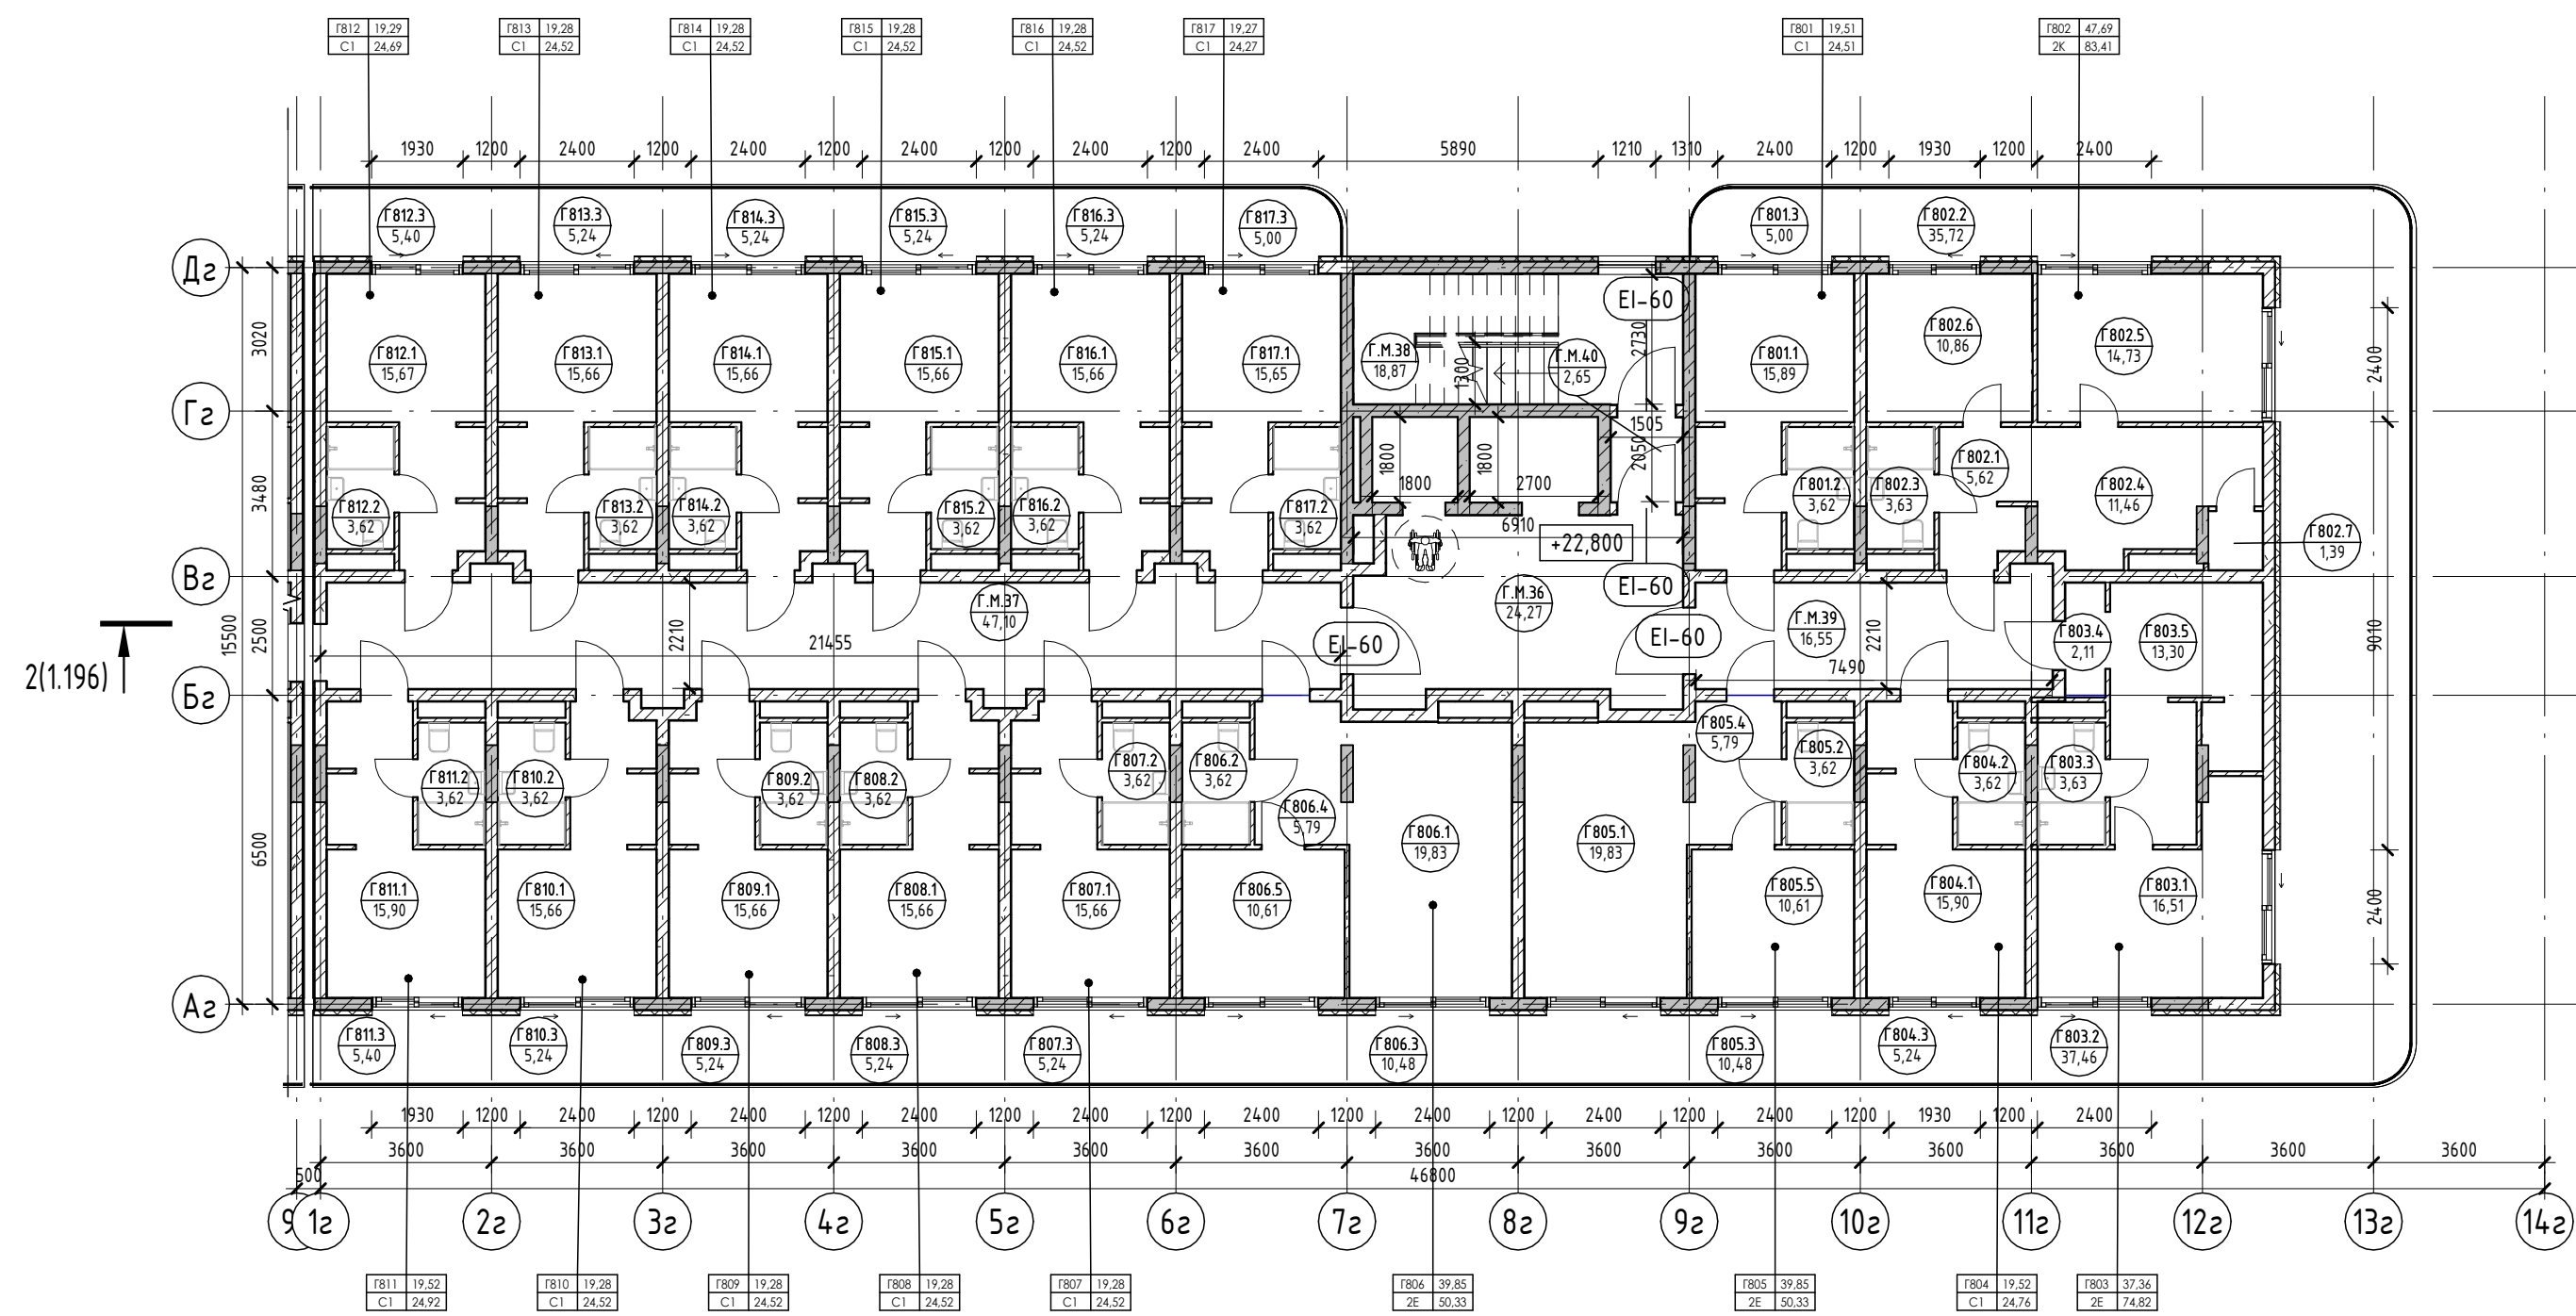 Г812 19,29
С1 24,69
Г813 19,28
С1 24,52
Г814 19,28
С1 24,52
Г815 19,28
С1 24,52
Г816 19,28
С1 24,52
Г817 19,27
С1 24,27
Г801 19,51
С1 24,51
Г802 47,69
2К 83,41
1930 1200 2400 1200 2400 1200 2400 1200 2400 1200 2400 5890 1210 1310 2400 1200 1930 1200 2400
Г812.3
5,40
Г813.3
5,24
Г814.3
5,24
Г815.3
5,24
Г816.3
5,24
Г817.3
5,00
Г801.3
5,00
Г802.2
35,72
Дг
Гг
Вг
Бг
Аг
3020
3480
2500
6500
15500
2(1.196)
Г812.1
15,67
Г813.1
15,66
Г814.1
15,66
Г815.1
15,66
Г816.1
15,66
Г817.1
15,65
Г.М.38
18,87
1300
Г.М.40
2,65
EI-60
2730
Г801.1
15,89
Г802.6
10,86
Г802.5
14,73
2400
1505
2050
1800
1800
1800
2700
6910
+22,800
EI-60
Г812.2
3,62
Г813.2
3,62
Г814.2
3,62
Г815.2
3,62
Г816.2
3,62
Г817.2
3,62
Г801.2
3,62
Г802.3
3,63
Г802.1
5,62
Г802.4
11,46
Г802.7
1,39
Г.М.37
47,10
2210
21455
EI-60
Г.М.36
24,27
EI-60
Г.М.39
16,55
2210
7490
Г803.4
2,11
Г803.5
13,30
9010
Г811.2
3,62
Г810.2
3,62
Г809.2
3,62
Г808.2
3,62
Г807.2
3,62
Г806.2
3,62
Г806.4
5,79
Г805.4
5,79
Г805.2
3,62
Г804.2
3,62
Г803.3
3,63
Г811.1
15,90
Г810.1
15,66
Г809.1
15,66
Г808.1
15,66
Г807.1
15,66
Г806.5
10,61
Г806.1
19,83
Г805.1
19,83
Г805.5
10,61
Г804.1
15,90
Г803.1
16,51
2400
Г811.3
5,40
Г810.3
5,24
Г809.3
5,24
Г808.3
5,24
Г807.3
5,24
Г806.3
10,48
Г805.3
10,48
Г804.3
5,24
Г803.2
37,46
1930 1200 2400 1200 2400 1200 2400 1200 2400 1200 2400 1200 2400 1200 2400 1200 2400 1200 1930 1200 2400
3600 3600 3600 3600 3600 3600 3600 3600 3600 3600 3600 3600 3600
500 46800
9 1г 2г 3г 4г 5г 6г 7г 8г 9г 10г 11г 12г 13г 14г
Г811 19,52
С1 24,92
Г810 19,28
С1 24,52
Г809 19,28
С1 24,52
Г808 19,28
С1 24,52
Г807 19,28
С1 24,52
Г806 39,85
2Е 50,33
Г805 39,85
2Е 50,33
Г804 19,52
С1 24,76
Г803 37,36
2Е 74,82